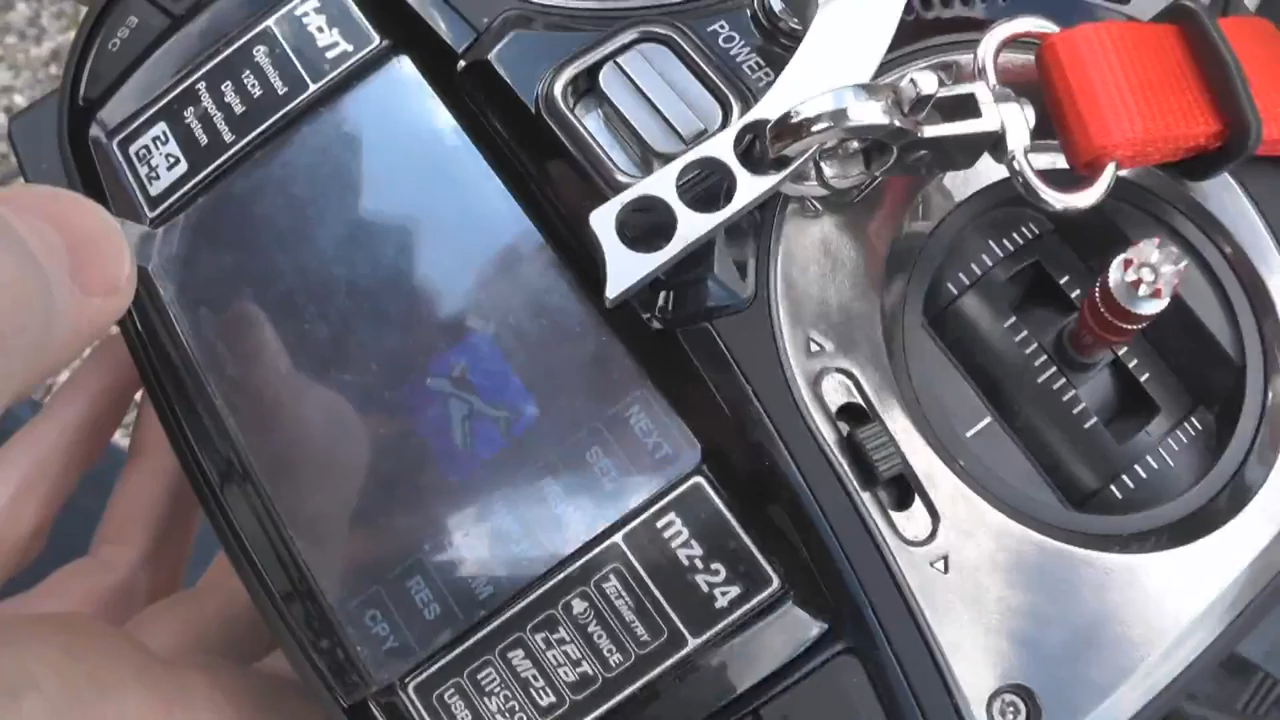 ESC
HOTT
Optimized
12CH
Digital
Proportional
System
2.4
GHz
POWER
NEXT
SEL
RES
CPY
mz-24
TELEMETRY
VOICE
TFT
LCD
MP3
micro
USB